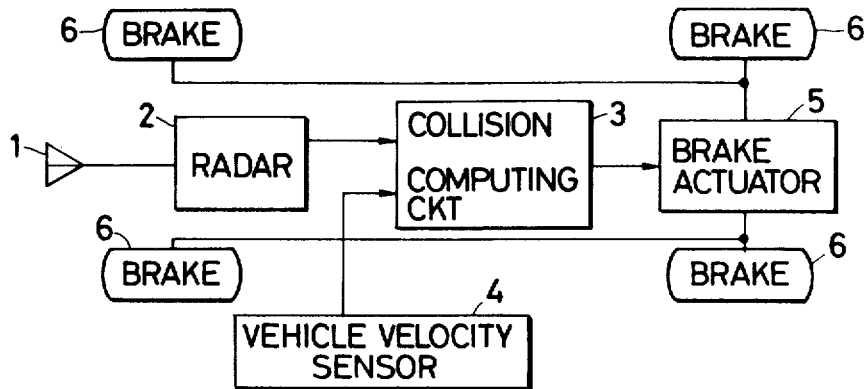 6 BRAKE
BRAKE 6
1
2
RADAR
3
COLLISION
COMPUTING
CKT
5
BRAKE
ACTUATOR
6
BRAKE
BRAKE 6
4
VEHICLE VELOCITY
SENSOR